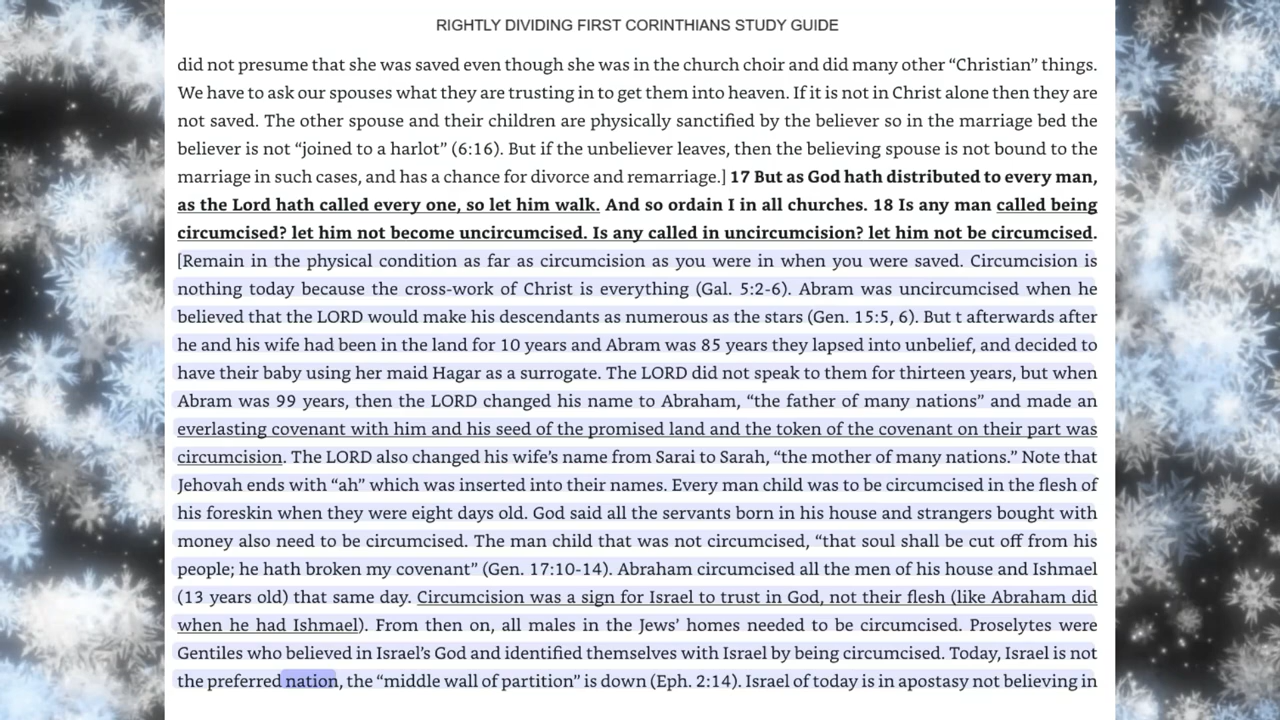 RIGHTLY DIVIDING FIRST CORINTHIANS STUDY GUIDE
did not presume that she was saved even though she was in the church choir and did many other “Christian” things.
We have to ask our spouses what they are trusting in to get them into heaven. If it is not in Christ alone then they are
not saved. The other spouse and their children are physically sanctified by the believer so in the marriage bed the
believer is not “joined to a harlot” (6:16). But if the unbeliever leaves, then the believing spouse is not bound to the
marriage in such cases, and has a chance for divorce and remarriage.] 17 But as God hath distributed to every man,
as the Lord hath called every one, so let him walk. And so ordain I in all churches. 18 Is any man called being
circumcised? let him not become uncircumcised. Is any called in uncircumcision? let him not be circumcised.
[Remain in the physical condition as far as circumcision as you were in when you were saved. Circumcision is
nothing today because the cross-work of Christ is everything (Gal. 5:2-6). Abram was uncircumcised when he
believed that the LORD would make his descendants as numerous as the stars (Gen. 15:5, 6). But t afterwards after
he and his wife had been in the land for 10 years and Abram was 85 years they lapsed into unbelief, and decided to
have their baby using her maid Hagar as a surrogate. The LORD did not speak to them for thirteen years, but when
Abram was 99 years, then the LORD changed his name to Abraham, “the father of many nations” and made an
everlasting covenant with him and his seed of the promised land and the token of the covenant on their part was
circumcision. The LORD also changed his wife’s name from Sarai to Sarah, “the mother of many nations.” Note that
Jehovah ends with “ah” which was inserted into their names. Every man child was to be circumcised in the flesh of
his foreskin when they were eight days old. God said all the servants born in his house and strangers bought with
money also need to be circumcised. The man child that was not circumcised, “that soul shall be cut off from his
people; he hath broken my covenant” (Gen. 17:10-14). Abraham circumcised all the men of his house and Ishmael
(13 years old) that same day. Circumcision was a sign for Israel to trust in God, not their flesh (like Abraham did
when he had Ishmael). From then on, all males in the Jews’ homes needed to be circumcised. Proselytes were
Gentiles who believed in Israel’s God and identified themselves with Israel by being circumcised. Today, Israel is not
the preferred nation, the “middle wall of partition” is down (Eph. 2:14). Israel of today is in apostasy not believing in